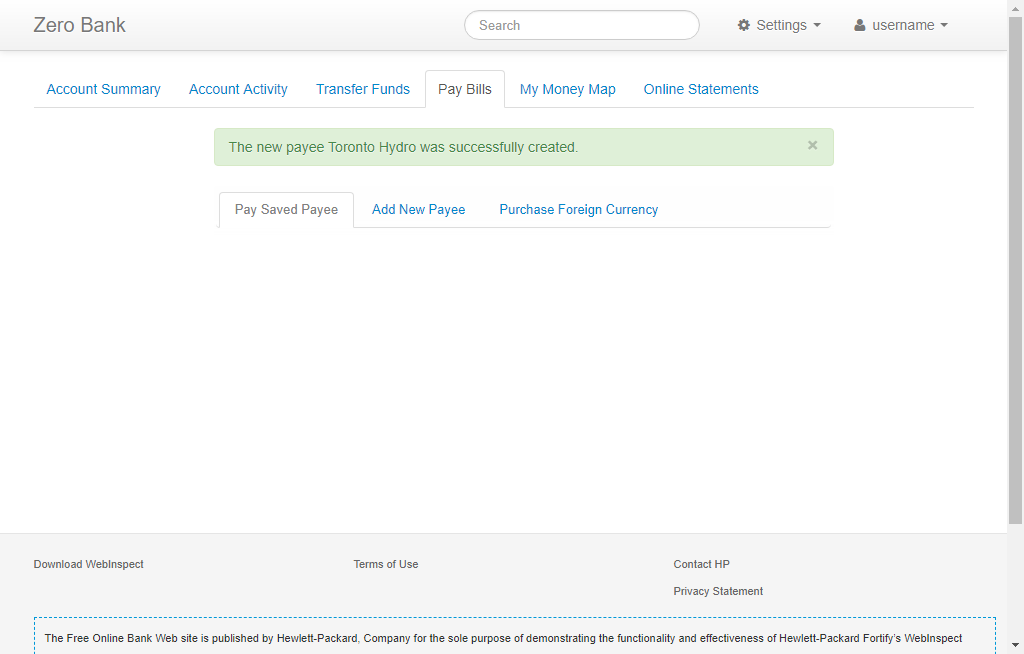 Zero Bank
Search
Settings
username
Account Summary
Account Activity
Transfer Funds
Pay Bills
My Money Map
Online Statements
The new payee Toronto Hydro was successfully created.
×
Pay Saved Payee
Add New Payee
Purchase Foreign Currency
Download WebInspect
Terms of Use
Contact HP
Privacy Statement
The Free Online Bank Web site is published by Hewlett-Packard, Company for the sole purpose of demonstrating the functionality and effectiveness of Hewlett-Packard Fortify's WebInspect